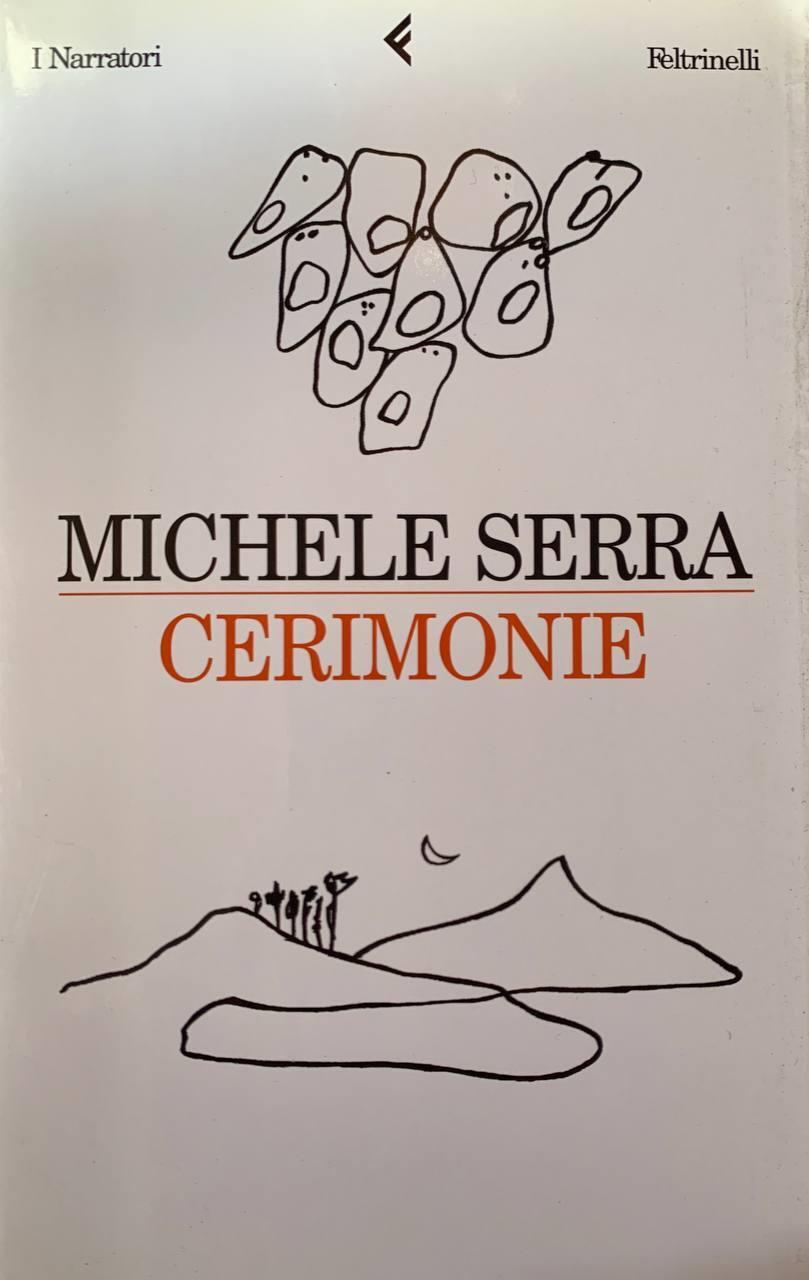 I Narratori
Feltrinelli
MICHELE SERRA
CERIMONIE